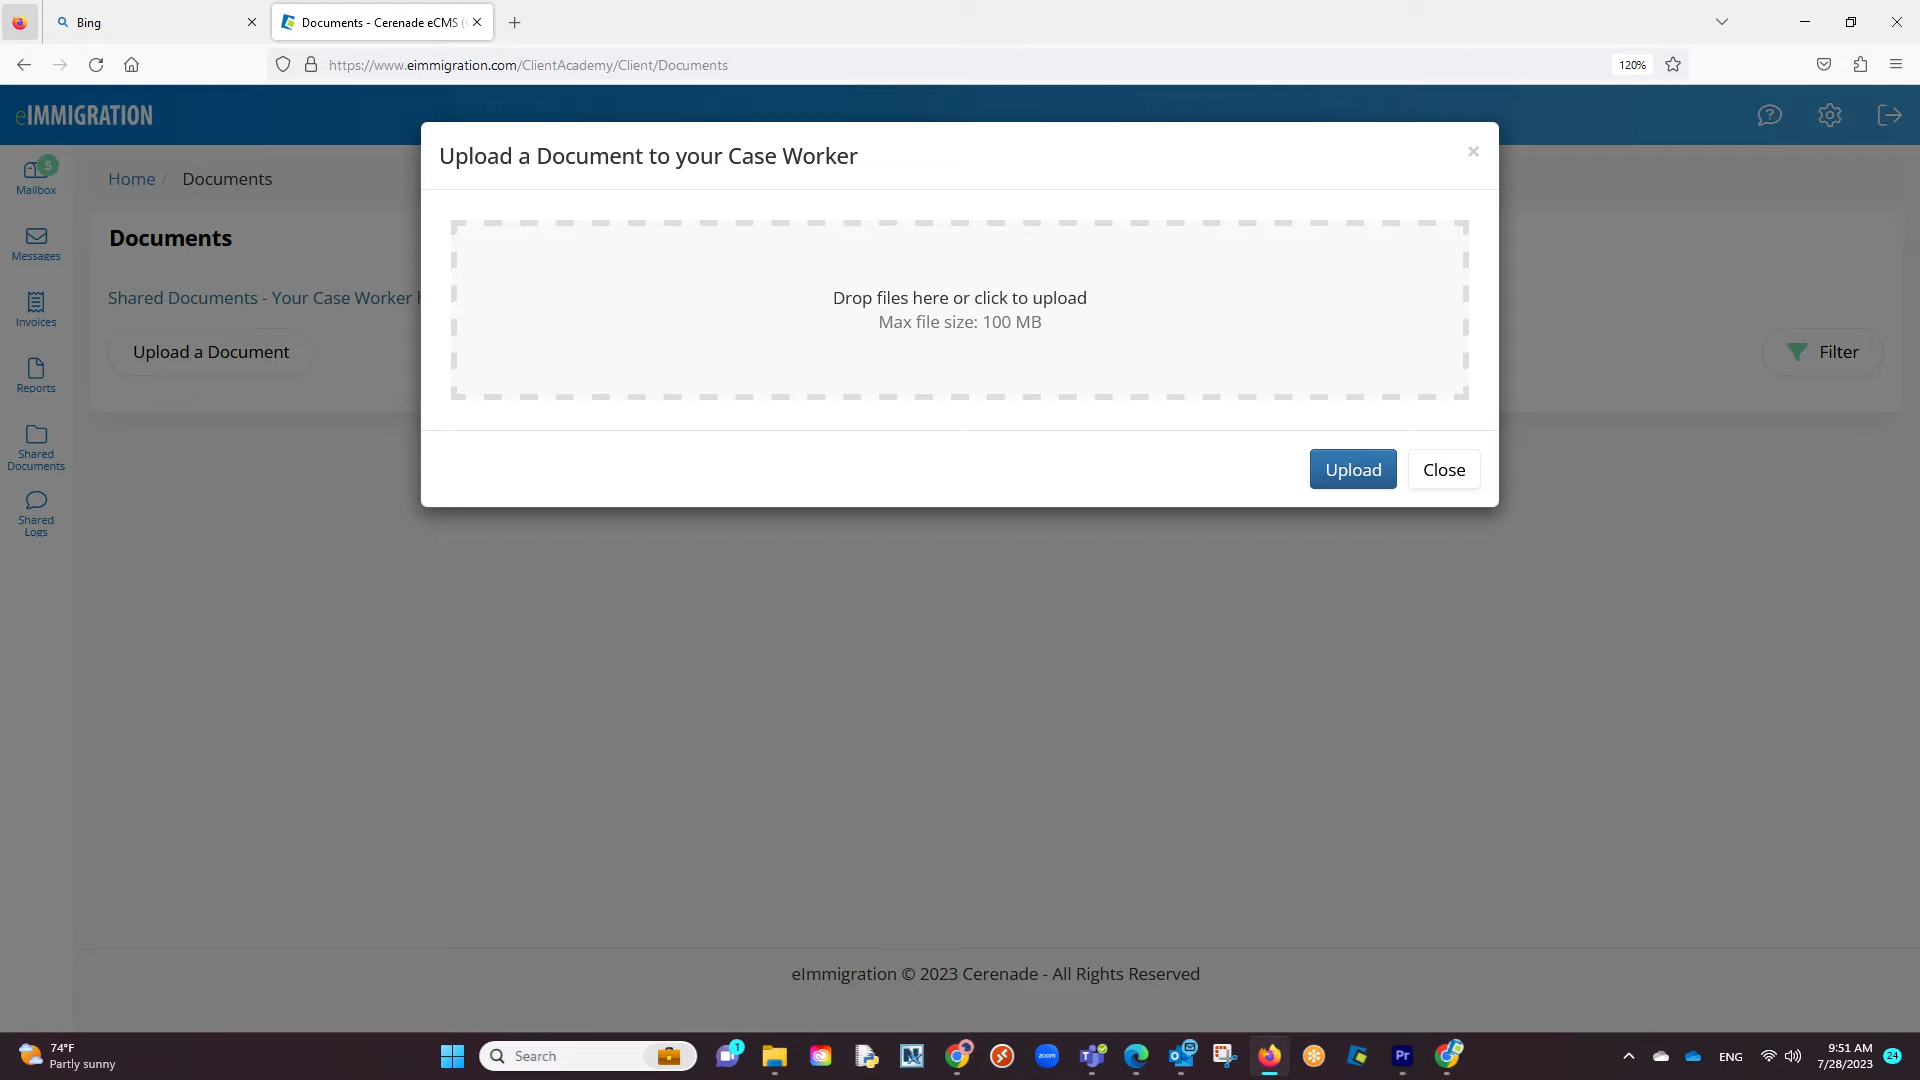 Bing
Documents - Cerenade eCMS (
https://www.eimmigration.com/ClientAcademy/Client/Documents
120%
eIMMIGRATION
Upload a Document to your Case Worker
5
Mailbox
Home / Documents
Messages
Documents
Invoices
Shared Documents - Your Case Worker
Drop files here or click to upload
Max file size: 100 MB
Upload a Document
Filter
Reports
Shared
Documents
Upload
Close
Shared
Logs
eImmigration © 2023 Cerenade - All Rights Reserved
74°F
Partly sunny
Search
1
zoom
Pr
ENG
9:51 AM
7/28/2023
24